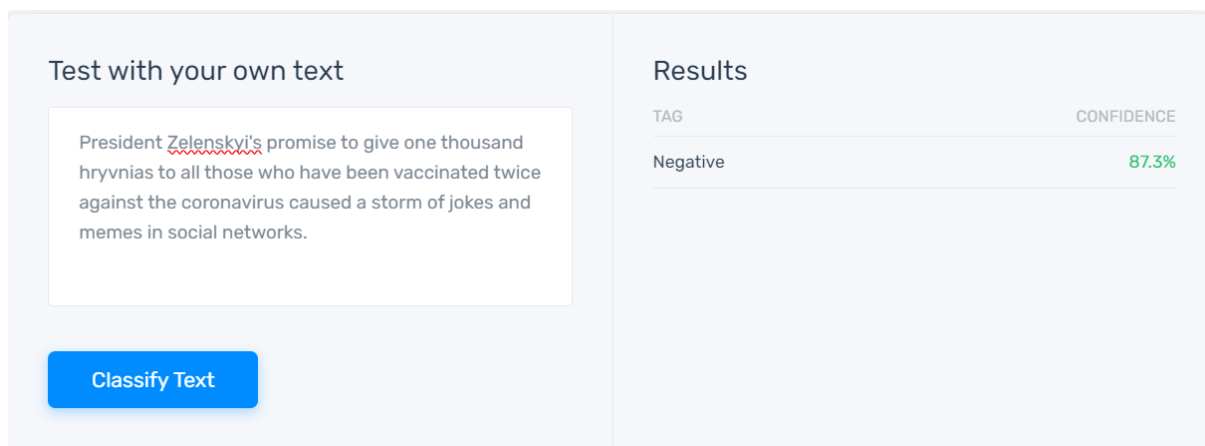 Test with your own text
President Zelenskyi's promise to give one thousand
hryvnias to all those who have been vaccinated twice
against the coronavirus caused a storm of jokes and
memes in social networks.
Classify Text
Results
TAG CONFIDENCE
Negative 87.3%